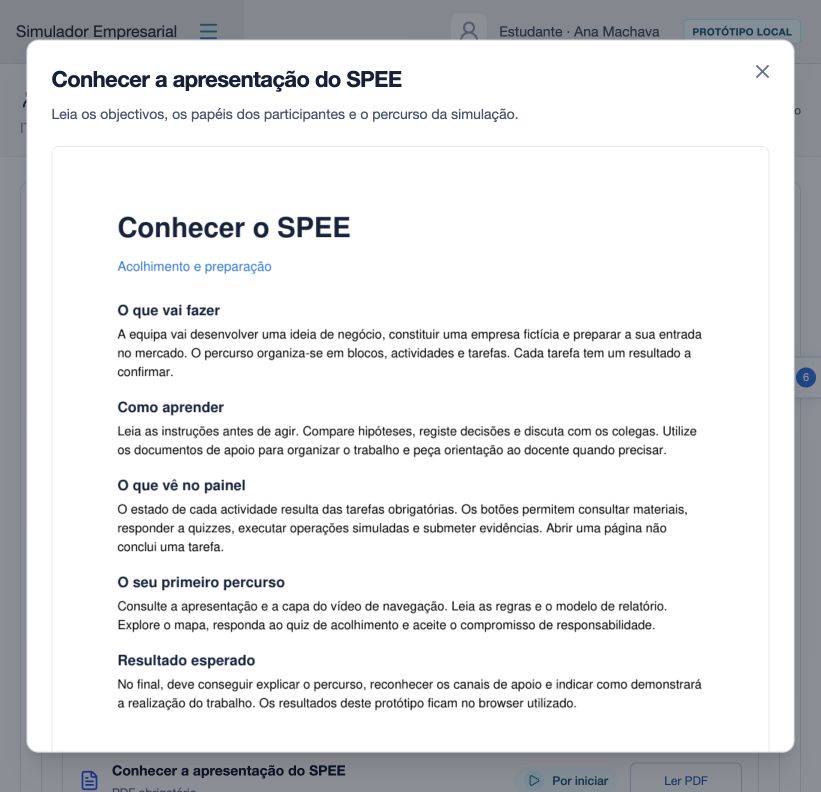 Simulador Empresarial
Estudante · Ana Machava
PROTÓTIPO LOCAL
Conhecer a apresentação do SPEE
Leia os objectivos, os papéis dos participantes e o percurso da simulação.
Conhecer o SPEE
Acolhimento e preparação
O que vai fazer
A equipa vai desenvolver uma ideia de negócio, constituir uma empresa fictícia e preparar a sua entrada
no mercado. O percurso organiza-se em blocos, actividades e tarefas. Cada tarefa tem um resultado a
confirmar.
Como aprender
Leia as instruções antes de agir. Compare hipóteses, registe decisões e discuta com os colegas. Utilize
os documentos de apoio para organizar o trabalho e peça orientação ao docente quando precisar.
O que vê no painel
O estado de cada actividade resulta das tarefas obrigatórias. Os botões permitem consultar materiais,
responder a quizzes, executar operações simuladas e submeter evidências. Abrir uma página não
conclui uma tarefa.
6
O seu primeiro percurso
Consulte a apresentação e a capa do vídeo de navegação. Leia as regras e o modelo de relatório.
Explore o mapa, responda ao quiz de acolhimento e aceite o compromisso de responsabilidade.
Resultado esperado
No final, deve conseguir explicar o percurso, reconhecer os canais de apoio e indicar como demonstrará
a realização do trabalho. Os resultados deste protótipo ficam no browser utilizado.
Conhecer a apresentação do SPEE
Por iniciar
Ler PDF